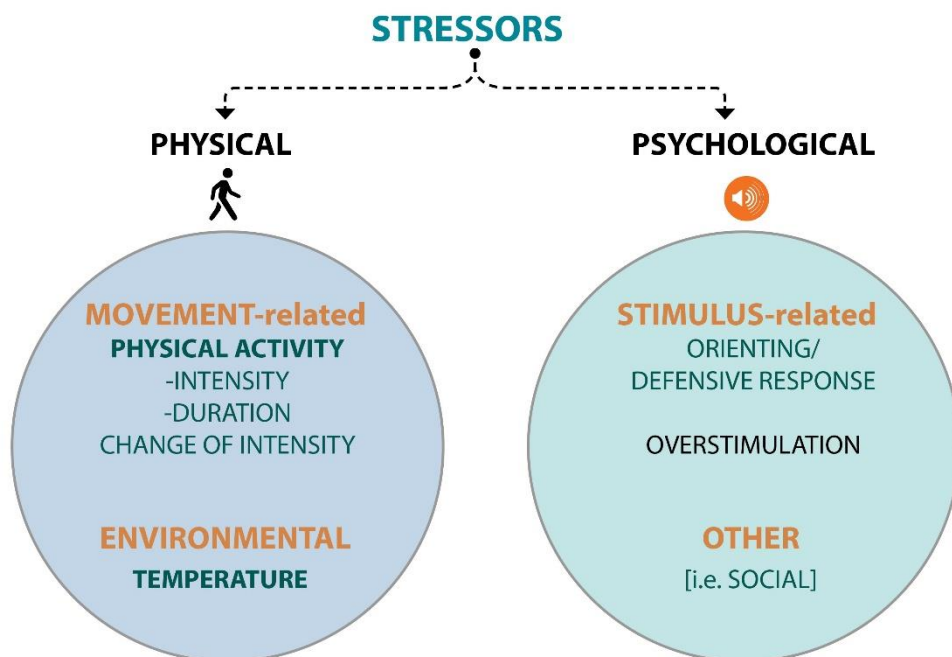 STRESSORS
PHYSICAL
PSYCHOLOGICAL
MOVEMENT-related
PHYSICAL ACTIVITY
-INTENSITY
-DURATION
CHANGE OF INTENSITY
ENVIRONMENTAL
TEMPERATURE
STIMULUS-related
ORIENTING/
DEFENSIVE RESPONSE
OVERSTIMULATION
OTHER
[i.e. SOCIAL]